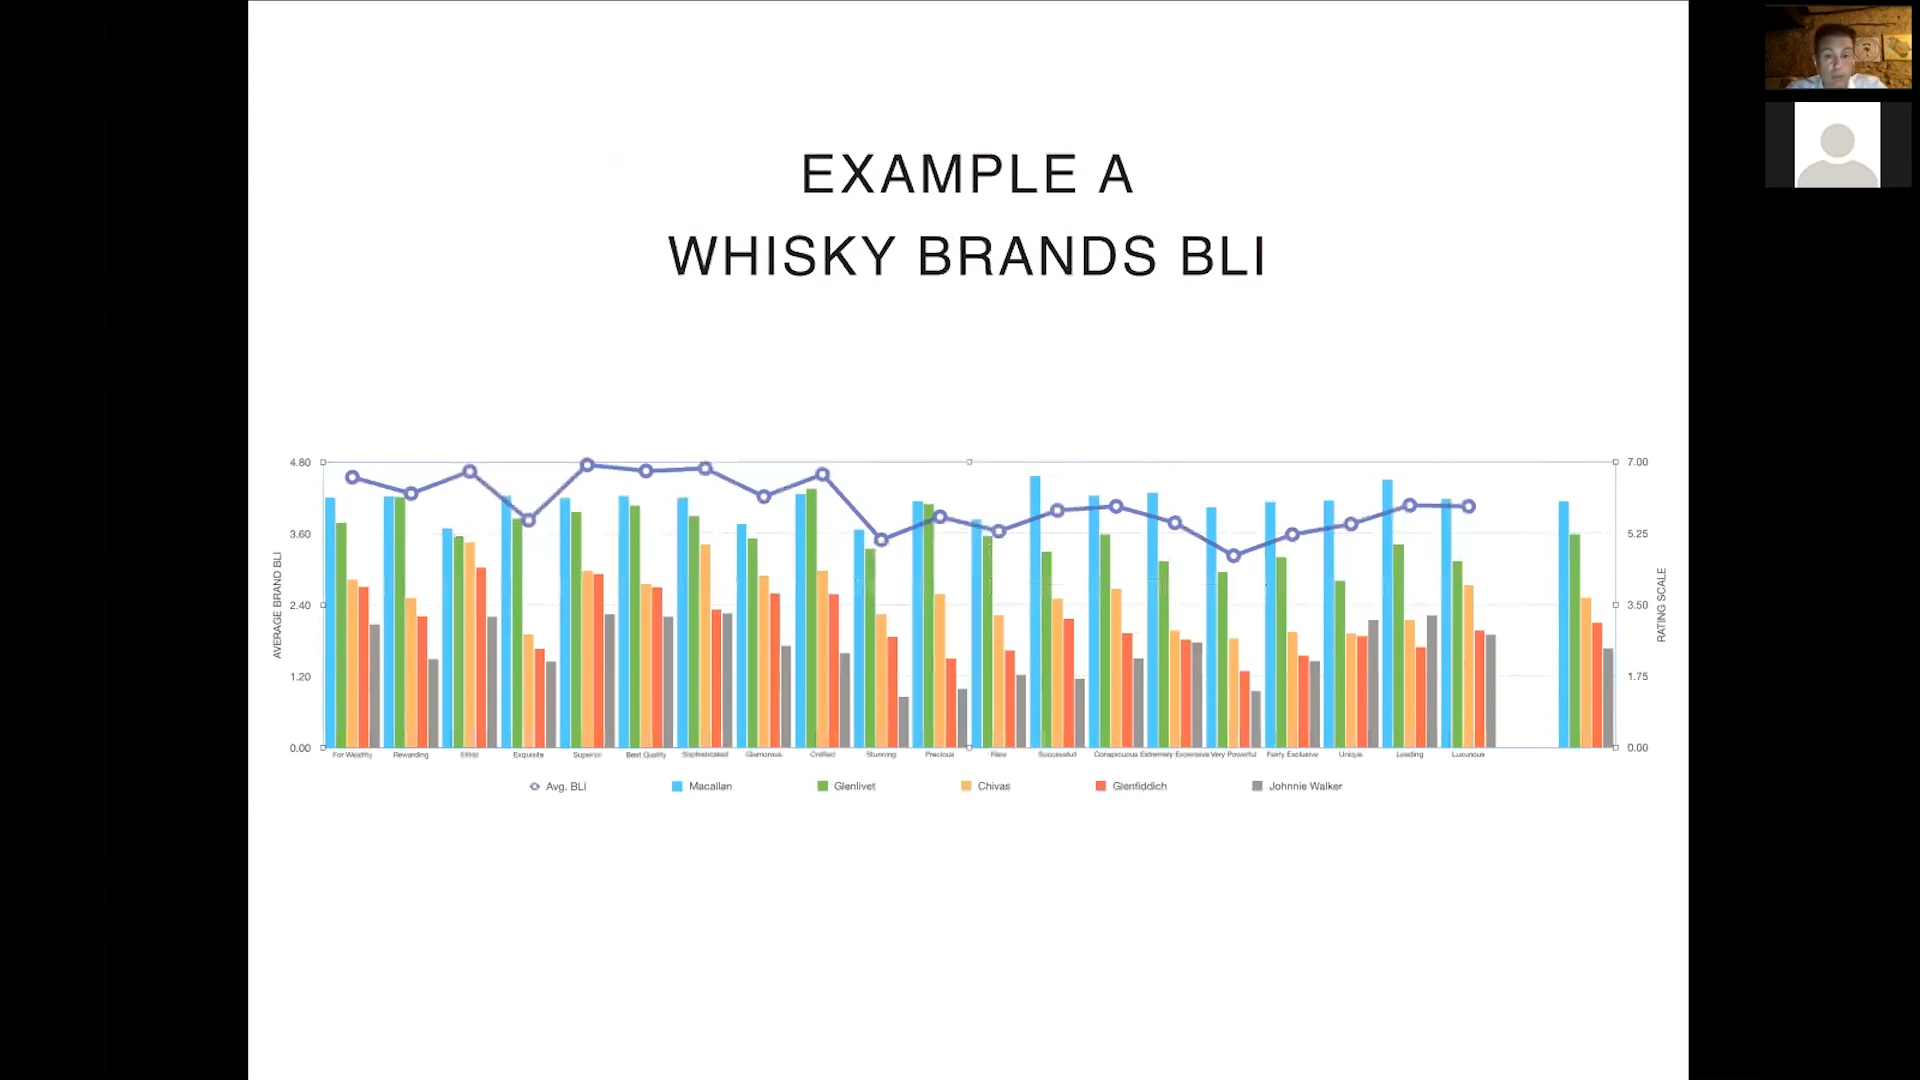 EXAMPLE A
WHISKY BRANDS BLI
4.80
3.60
2.40
1.20
0.00
AVERAGE BRAND BLI
7.00
5.25
3.50
1.75
0.00
RATING SCALE
For Wealthy Rewarding Elitist Exquisite Superior Best Quality Sophisticated Glamorous Crafted Stunning Precious Rare Successfull Conspicuous Extremely Expensive Very Powerful Fairly Exclusive Unique Leading Luxurious
Avg. BLI Macallan Glenlivet Chivas Glenfiddich Johnnie Walker